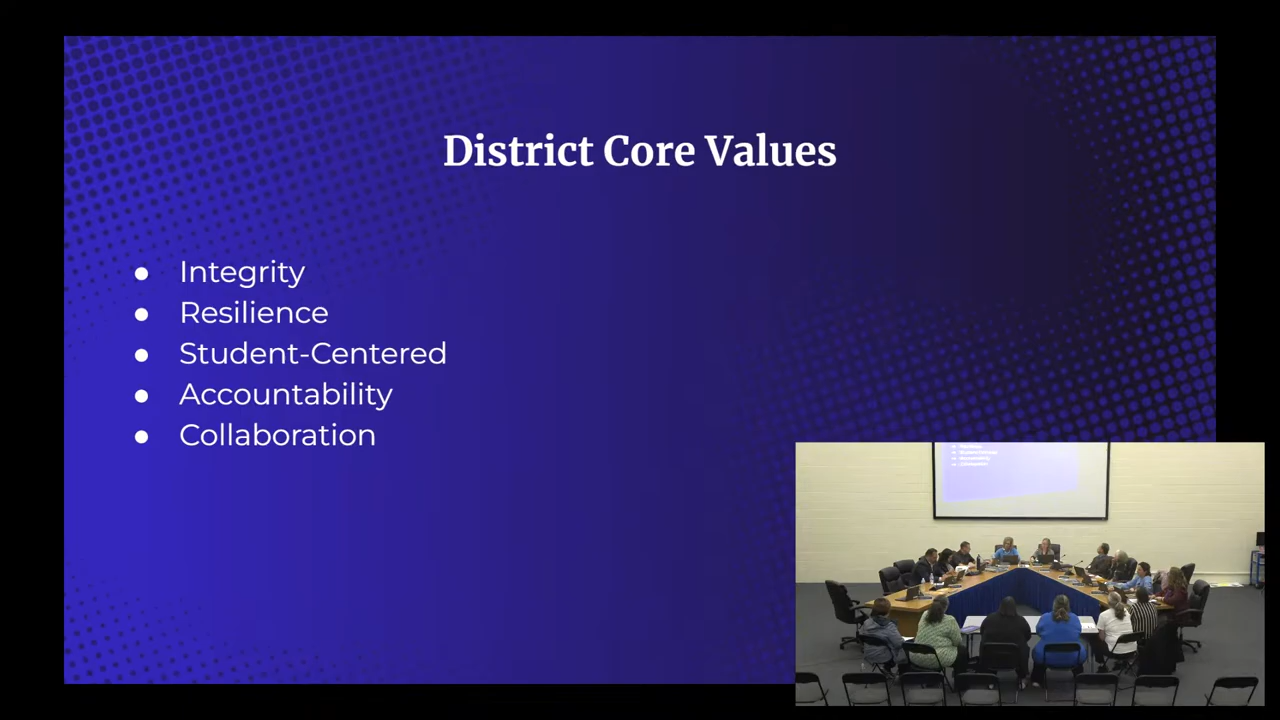 District Core Values
● Integrity
● Resilience
● Student-Centered
● Accountability
● Collaboration